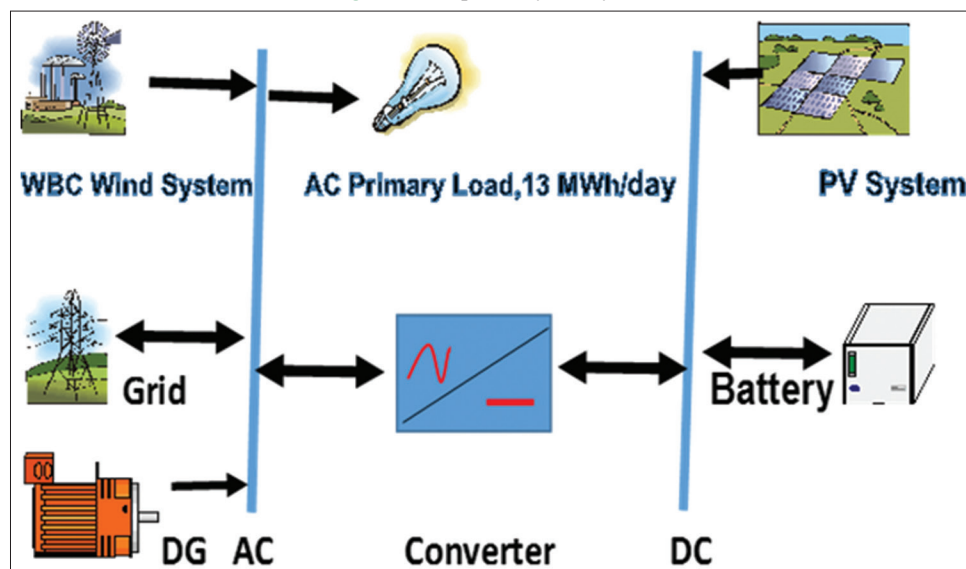 WBC Wind System
AC Primary Load,13 MWh/day
PV System
Grid
Battery
DG
AC
Converter
DC